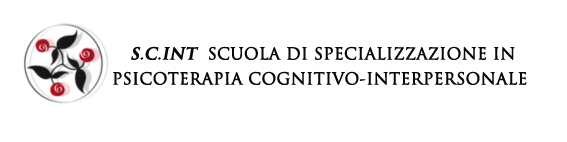 S.C.INT SCUOLA DI SPECIALIZZAZIONE IN
PSICOTERAPIA COGNITIVO-INTERPERSONALE